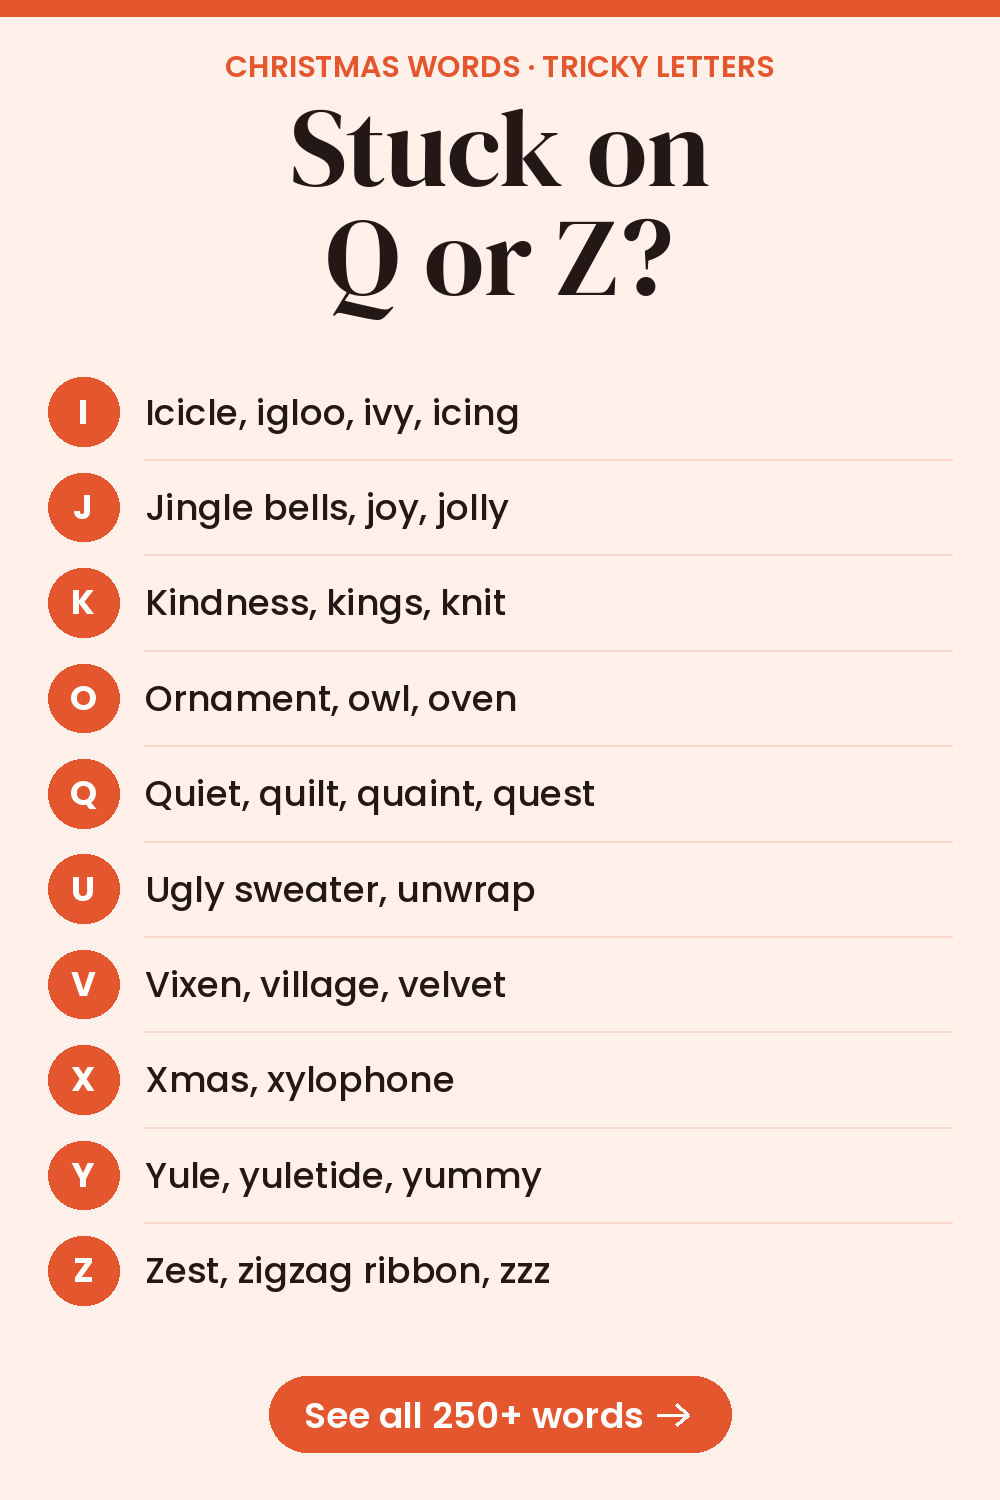 CHRISTMAS WORDS · TRICKY LETTERS
Stuck on
Q or Z?
I Icicle, igloo, ivy, icing
J Jingle bells, joy, jolly
K Kindness, kings, knit
O Ornament, owl, oven
Q Quiet, quilt, quaint, quest
U Ugly sweater, unwrap
V Vixen, village, velvet
X Xmas, xylophone
Y Yule, yuletide, yummy
Z Zest, zigzag ribbon, zzz
See all 250+ words →